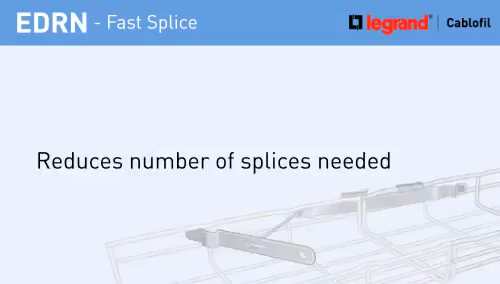 EDRN - Fast Splice
legrand® | Cablofil
Reduces number of splices needed